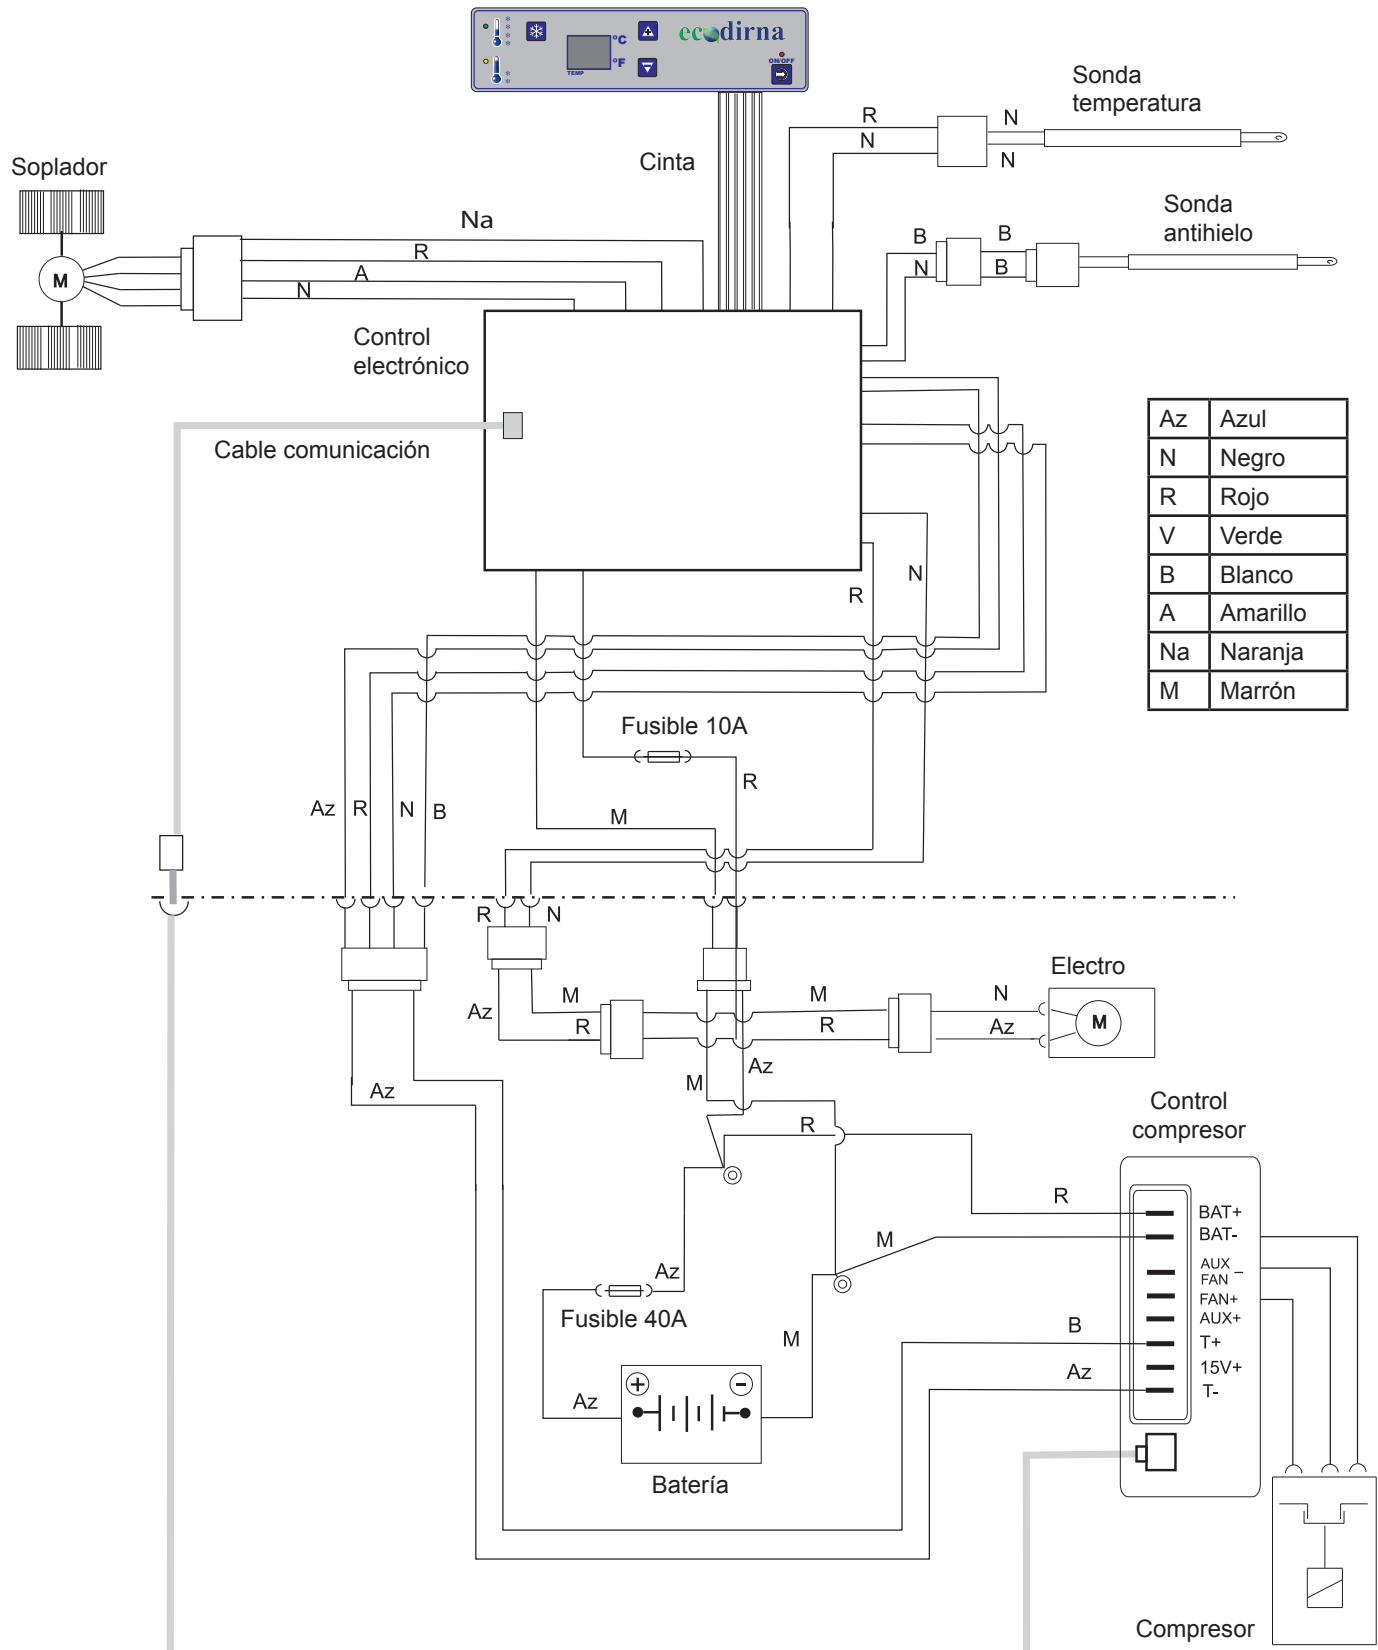 ecodirna
°C
°F
TEMP
ON/OFF
Sonda
temperatura
R
N
N
N
Cinta
Soplador
M
Na
R
A
N
Sonda
antihielo
B
B
N
B
Control
electrónico
Cable comunicación
Az Azul
N Negro
R Rojo
V Verde
B Blanco
A Amarillo
Na Naranja
M Marrón
N
R
Fusible 10A
R
Az
R
N
B
M
R
N
Electro
M
R
Az
M
R
N
Az
M
M
Az
Az
R
Control
compresor
R
M
Az
Fusible 40A
M
B
Az
BAT+
BAT-
AUX
FAN –
FAN+
AUX+
T+
15V+
T-
Az
+
-
Batería
Compresor